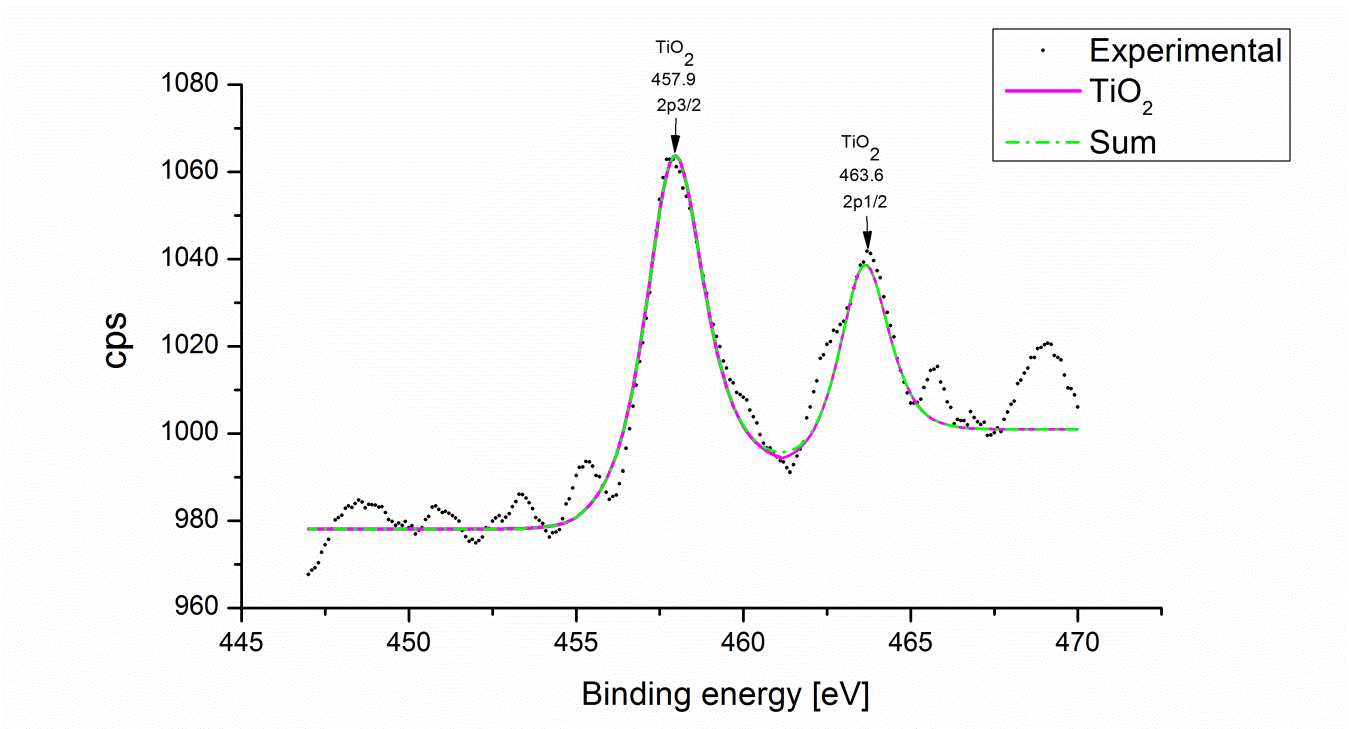 TiO2
457.9
2p3/2
TiO2
463.6
2p1/2
Experimental
TiO2
Sum
1080
1060
1040
1020
1000
980
960
cps
445 450 455 460 465 470
Binding energy [eV]